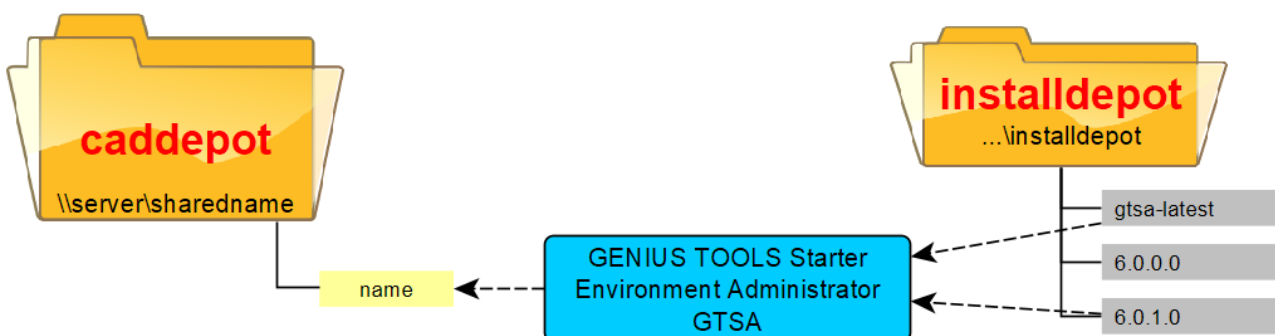 caddepot
\\server\sharedname
name
GENIUS TOOLS Starter
Environment Administrator
GTSA
installdepot
...\installdepot
gtsa-latest
6.0.0.0
6.0.1.0